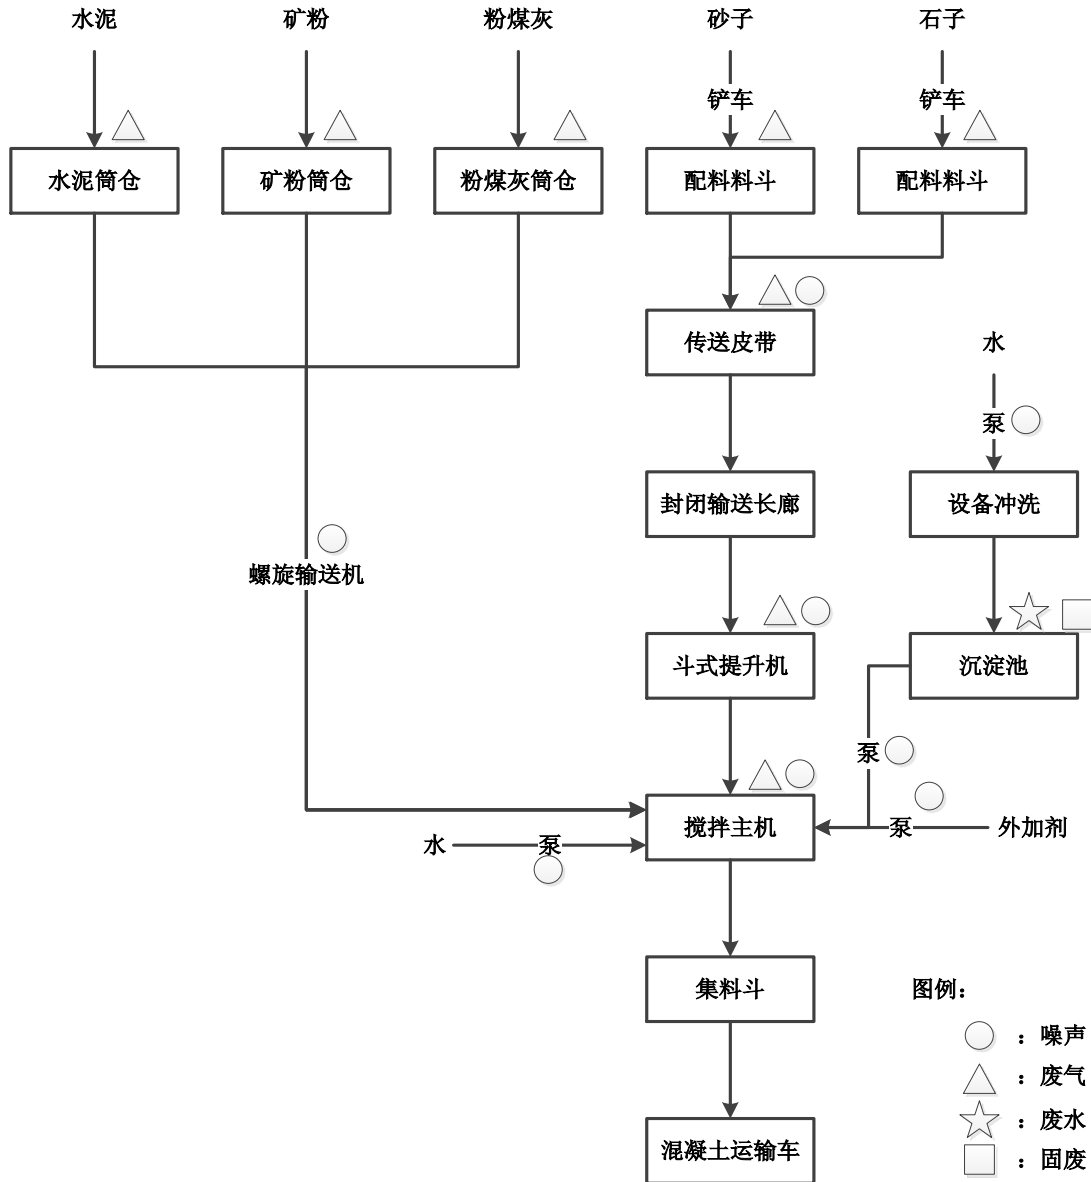 水泥
矿粉
粉煤灰
砂子
石子
铲车
铲车
水泥筒仓
矿粉筒仓
粉煤灰筒仓
配料料斗
配料料斗
传送皮带
水
泵
封闭输送长廊
设备冲洗
螺旋输送机
斗式提升机
沉淀池
泵
搅拌主机
泵
外加剂
水
泵
集料斗
图例：
：噪声
：废气
：废水
：固废
混凝土运输车